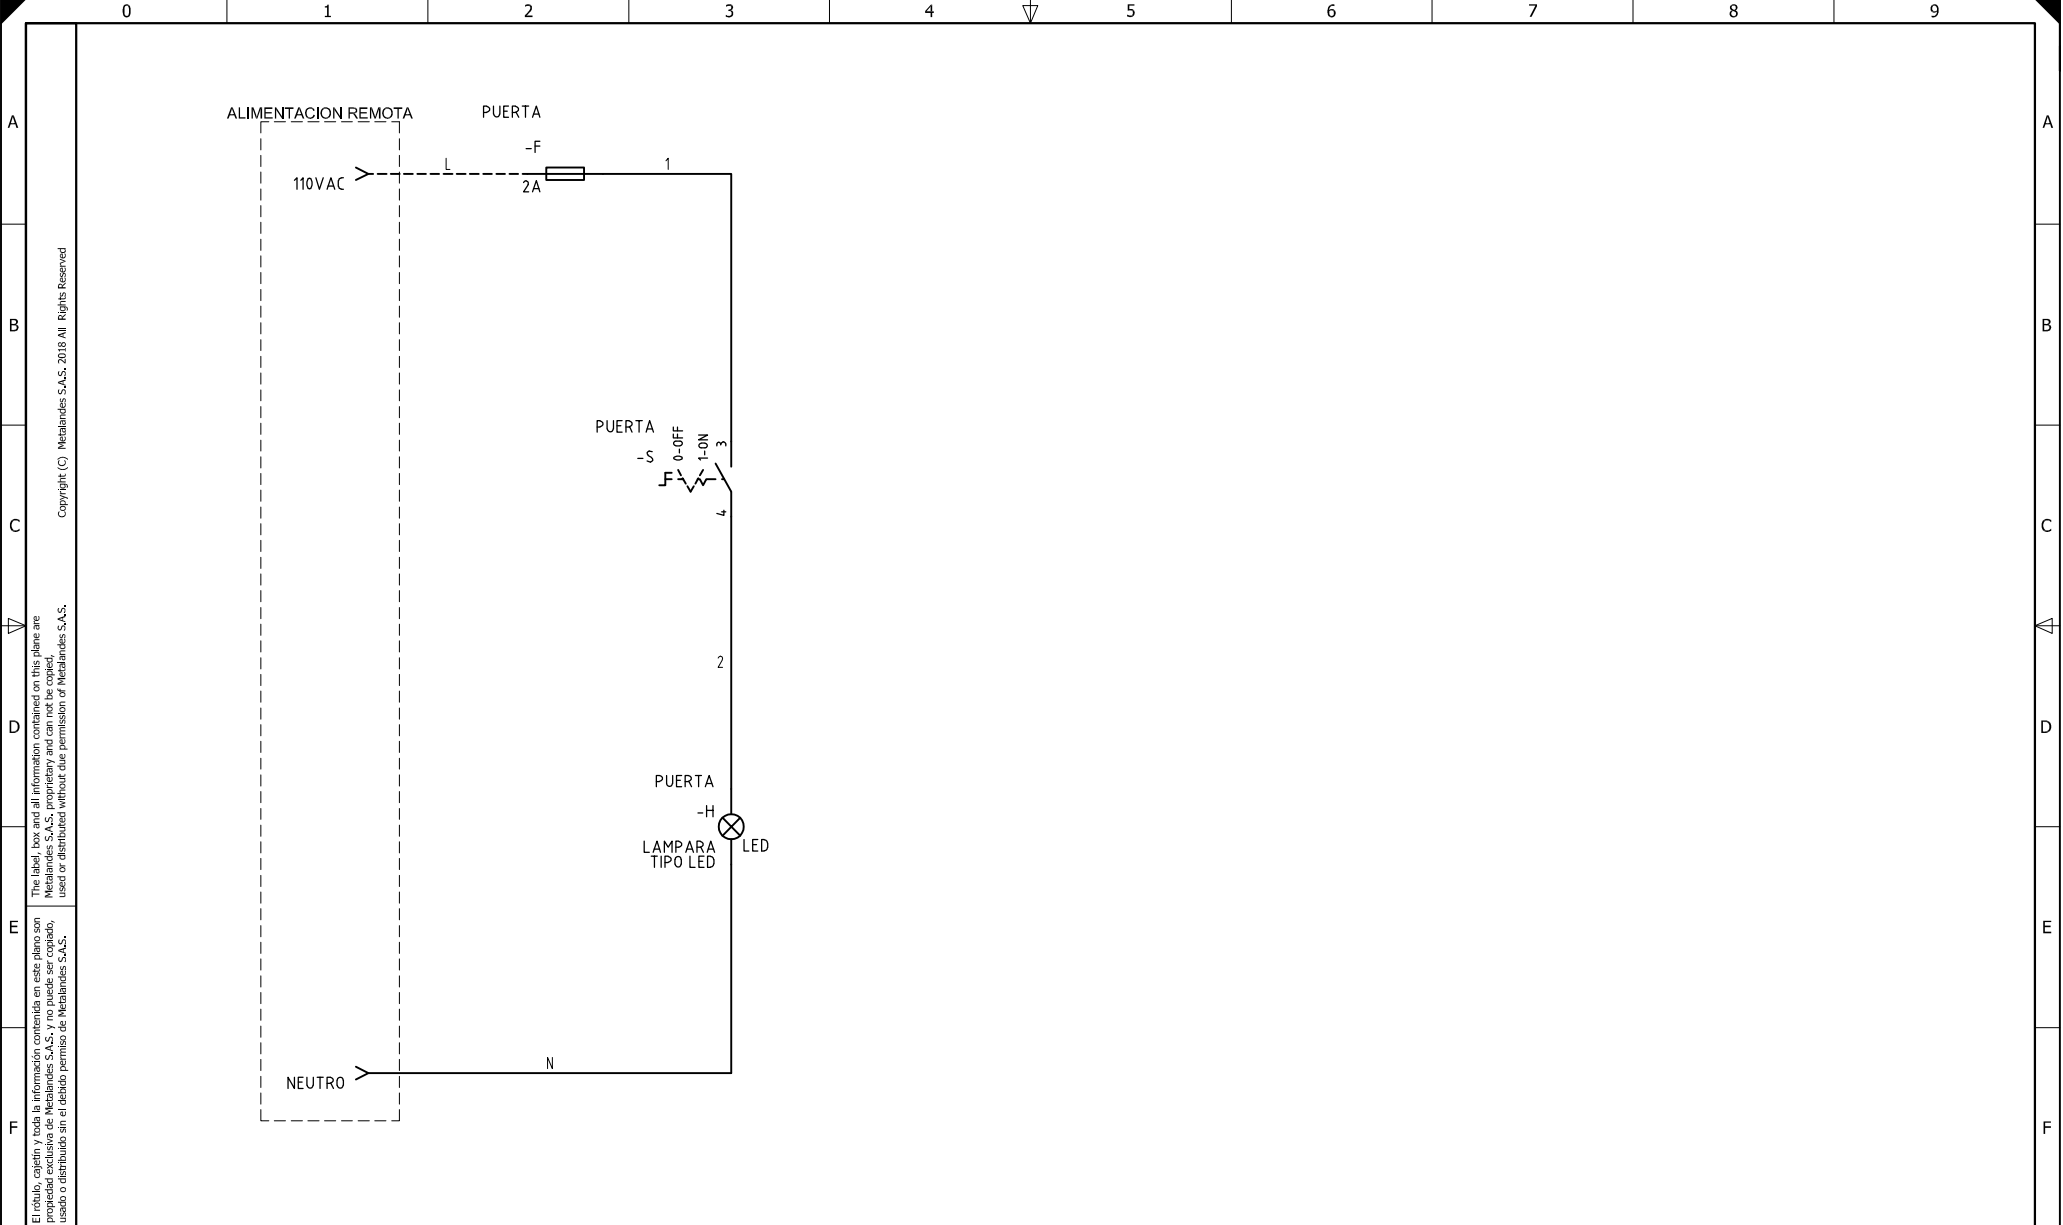 0 1 2 3 4 5 6 7 8 9
A A
ALIMENTACION REMOTA
PUERTA
-F
L
1
110VAC
2A
B B
Copyright (C) Metalandes S.A.S. 2018 All Rights Reserved
PUERTA
-S
0-OFF
1-ON
3
4
C C
The label, box and all information contained on this plane are
Metalandes S.A.S. proprietary and can not be copied,
used or distributed without due permission of Metalandes S.A.S.
2
D D
PUERTA
-H
LAMPARA
TIPO LED
LED
E E
El rótulo, cajetín y toda la información contenida en este plano son
propiedad exclusiva de Metalandes S.A.S. y no puede ser copiado,
usado o distribuido sin el debido permiso de Metalandes S.A.S.
N
NEUTRO
F F